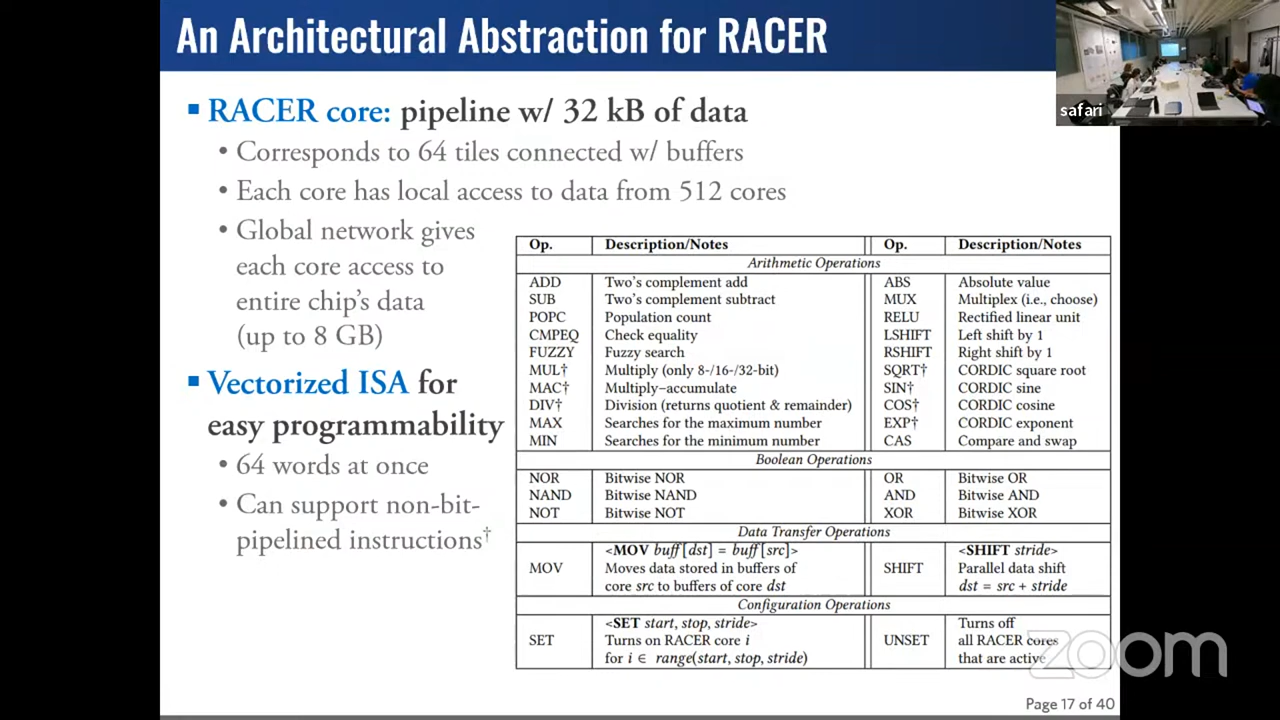 An Architectural Abstraction for RACER
safari
▪ RACER core: pipeline w/ 32 kB of data
• Corresponds to 64 tiles connected w/ buffers
• Each core has local access to data from 512 cores
• Global network gives
each core access to
entire chip's data
(up to 8 GB)
▪ Vectorized ISA for
easy programmability
• 64 words at once
• Can support non-bit-
pipelined instructions†
Op. Description/Notes Op. Description/Notes
Arithmetic Operations
ADD Two's complement add ABS Absolute value
SUB Two's complement subtract MUX Multiplex (i.e., choose)
POPC Population count RELU Rectified linear unit
CMPEQ Check equality LSHIFT Left shift by 1
FUZZY Fuzzy search RSHIFT Right shift by 1
MUL† Multiply (only 8-/16-/32-bit) SQRT† CORDIC square root
MAC† Multiply–accumulate SIN† CORDIC sine
DIV† Division (returns quotient & remainder) COS† CORDIC cosine
MAX Searches for the maximum number EXP† CORDIC exponent
MIN Searches for the minimum number CAS Compare and swap
Boolean Operations
NOR Bitwise NOR OR Bitwise OR
NAND Bitwise NAND AND Bitwise AND
NOT Bitwise NOT XOR Bitwise XOR
Data Transfer Operations
<MOV buff[dst] = buff[src]> <SHIFT stride>
MOV Moves data stored in buffers of SHIFT Parallel data shift
core src to buffers of core dst dst = src + stride
Configuration Operations
<SET start, stop, stride> Turns off
SET Turns on RACER core i UNSET all RACER cores
for i ∈ range(start, stop, stride) that are active
zoom
Page 17 of 40